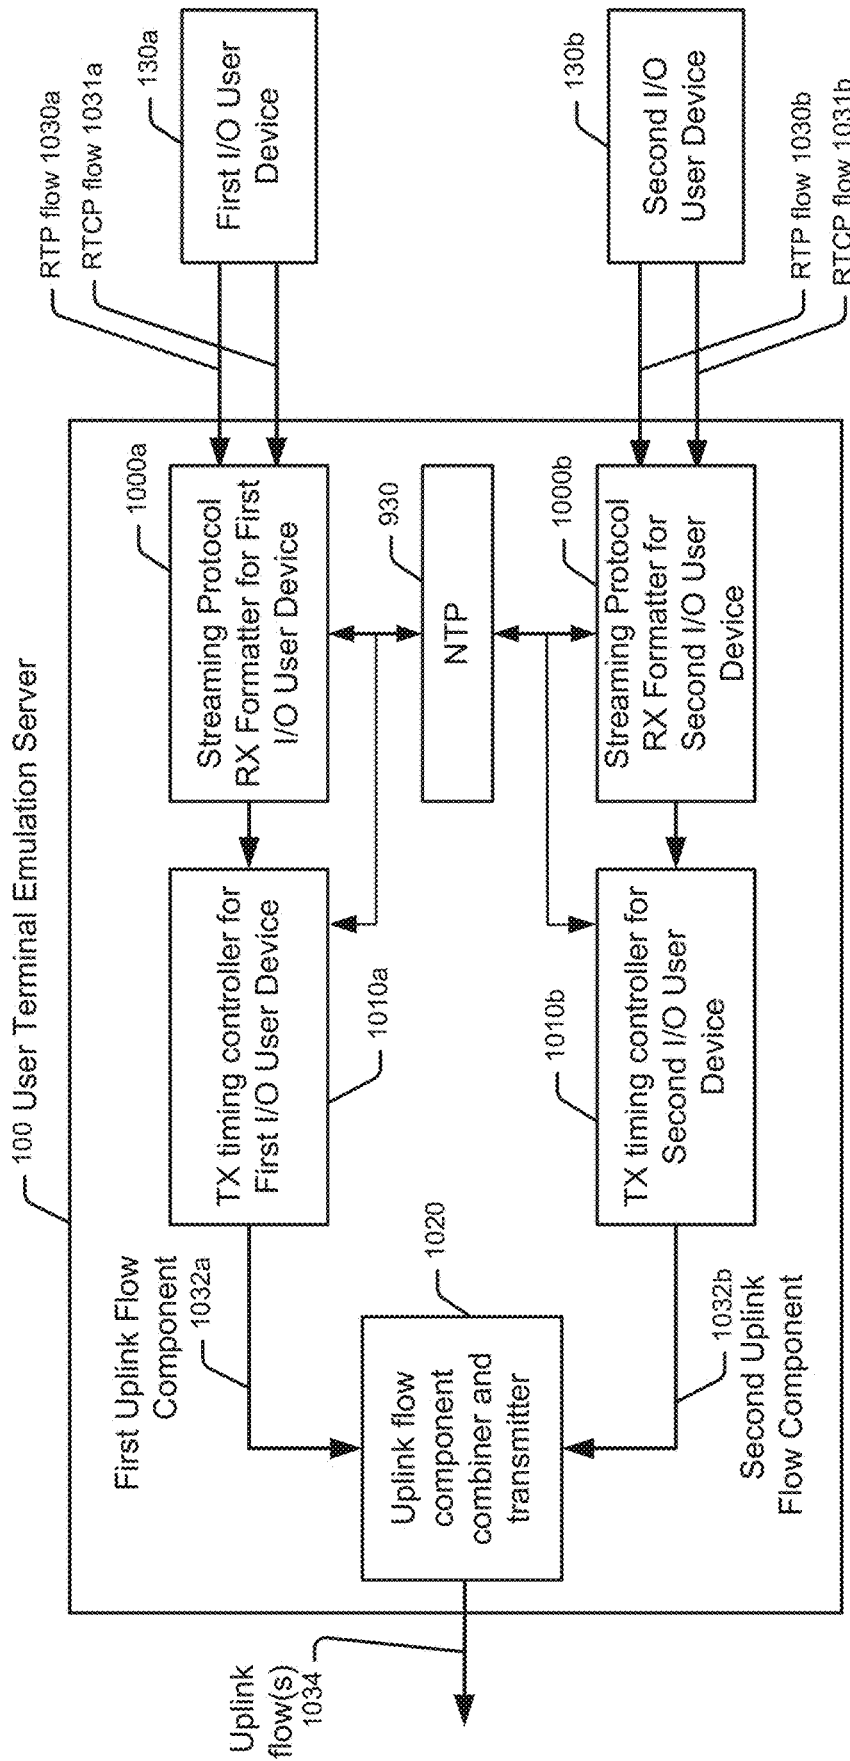 100 User Terminal Emulation Server
Uplink
flow(s)
1034
First Uplink Flow
Component
1032a
Uplink flow
component
combiner and
transmitter
1020
1032b
Second Uplink
Flow Component
TX timing controller for
First I/O User Device
1010a
1010b
TX timing controller for
Second I/O User
Device
1000a
Streaming Protocol
RX Formatter for First
I/O User Device
930
NTP
1000b
Streaming Protocol
RX Formatter for
Second I/O User
Device
RTP flow 1030a
RTCP flow 1031a
130a
First I/O User
Device
130b
Second I/O
User Device
RTP flow 1030b
RTCP flow 1031b